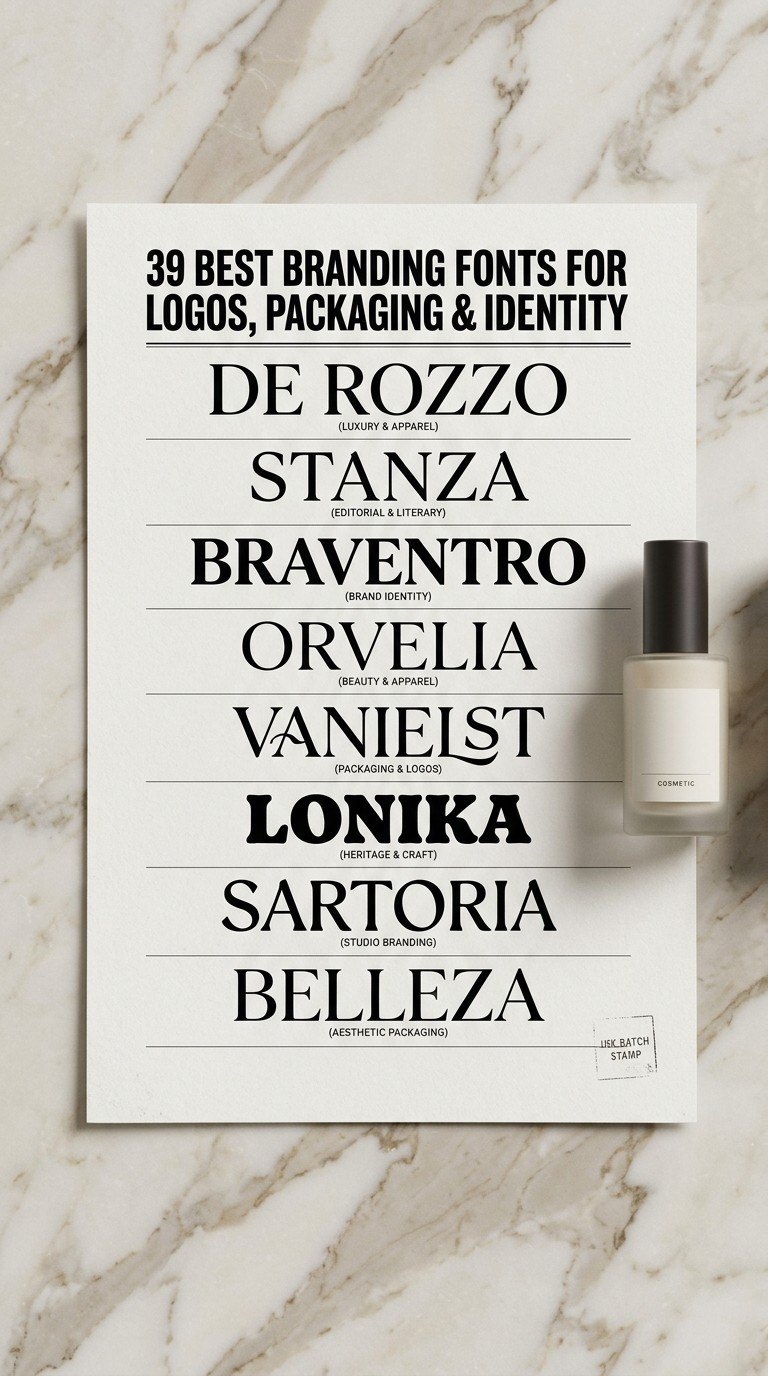 39 BEST BRANDING FONTS FOR
LOGOS, PACKAGING & IDENTITY
DE ROZZO
(LUXURY & APPAREL)
STANZA
(EDITORIAL & LITERARY)
BRAVENTRO
(BRAND IDENTITY)
ORVELIA
(BEAUTY & APPAREL)
VANIELST
(PACKAGING & LOGOS)
COSMETIC
LONIKA
(HERITAGE & CRAFT)
SARTORIA
(STUDIO BRANDING)
BELLEZA
(AESTHETIC PACKAGING)
BATCH
STAMP